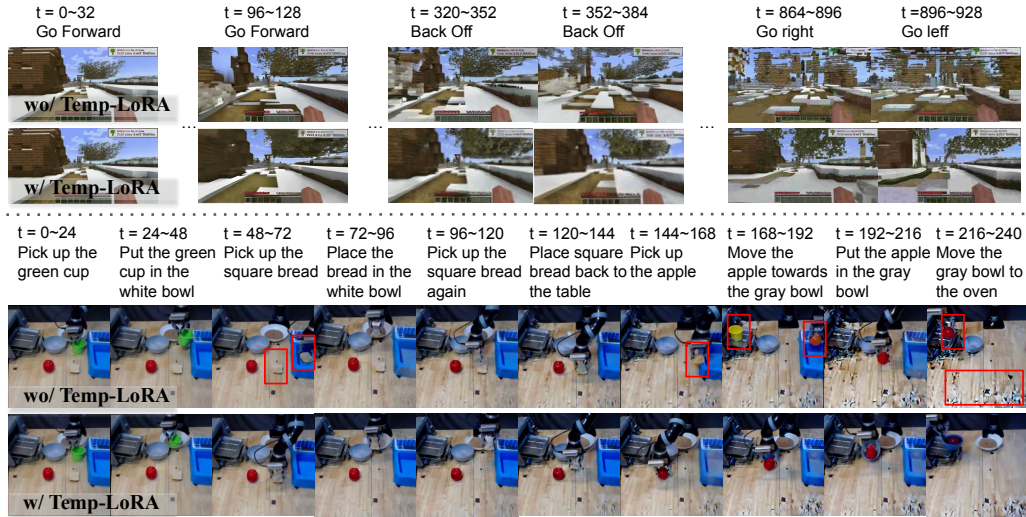 t = 0~32 t = 96~128 t = 320~352 t = 352~384 t = 864~896 t =896~928
Go Forward Go Forward Back Off Back Off Go right Go leff
wo/ Temp-LoRA
... ... ...
w/ Temp-LoRA
t = 0~24 t = 24~48 t = 48~72 t = 72~96 t = 96~120 t = 120~144 t = 144~168 t = 168~192 t = 192~216 t = 216~240
Pick up the Put the green Pick up the Place the Pick up the Place square Pick up Move the Put the apple Move the
green cup cup in the square bread bread in the square bread bread back to the apple apple towards in the gray gray bowl to
white bowl white bowl again the table the gray bowl bowl the oven
wo/ Temp-LoRA
w/ Temp-LoRA